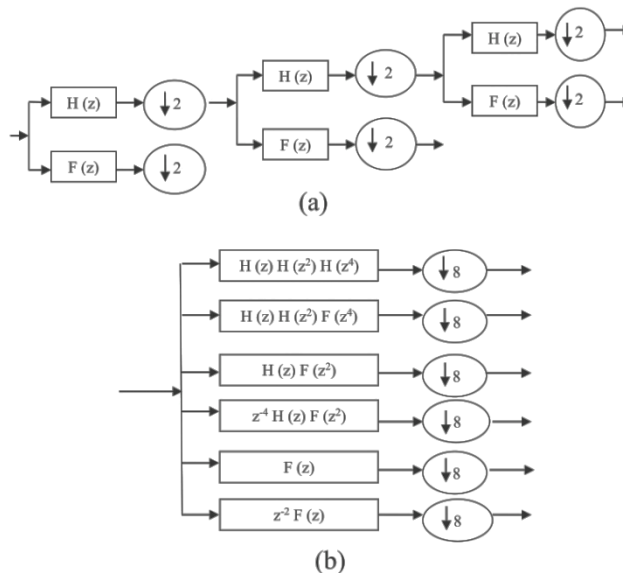 H (z) ↓2 H (z) ↓2 H (z) ↓2
F (z) ↓2 F (z) ↓2 F (z) ↓2
(a)
H (z) H (z²) H (z⁴) ↓8
H (z) H (z²) F (z⁴) ↓8
H (z) F (z²) ↓8
z⁻⁴ H (z) F (z²) ↓8
F (z) ↓8
z⁻² F (z) ↓8
(b)